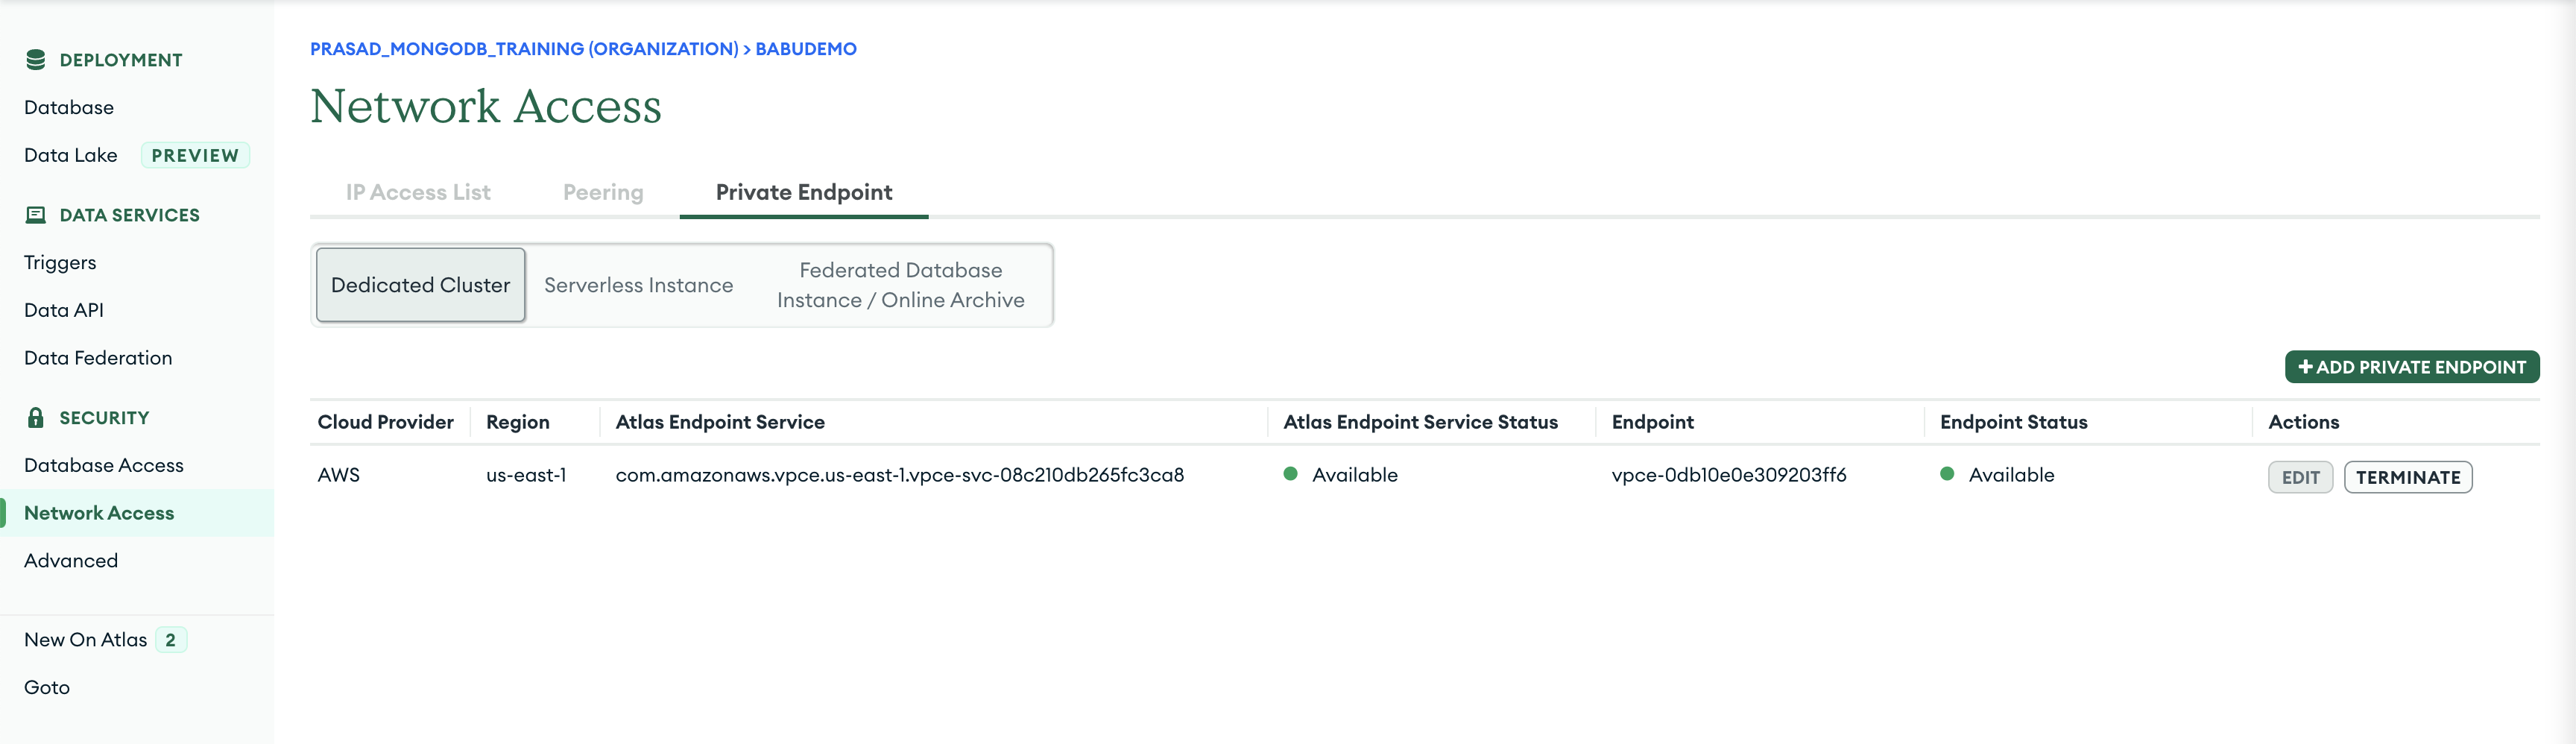 DEPLOYMENT
Database
Data Lake PREVIEW
DATA SERVICES
Triggers
Data API
Data Federation
SECURITY
Database Access
Network Access
Advanced
New On Atlas 2
Goto
PRASAD_MONGODB_TRAINING (ORGANIZATION) > BABUDEMO
Network Access
IP Access List Peering Private Endpoint
Dedicated Cluster Serverless Instance Federated Database
Instance / Online Archive
+ ADD PRIVATE ENDPOINT
Cloud Provider Region Atlas Endpoint Service Atlas Endpoint Service Status Endpoint Endpoint Status Actions
AWS us-east-1 com.amazonaws.vpce.us-east-1.vpce-svc-08c210db265fc3ca8 Available vpce-0db10e0e309203ff6 Available EDIT TERMINATE